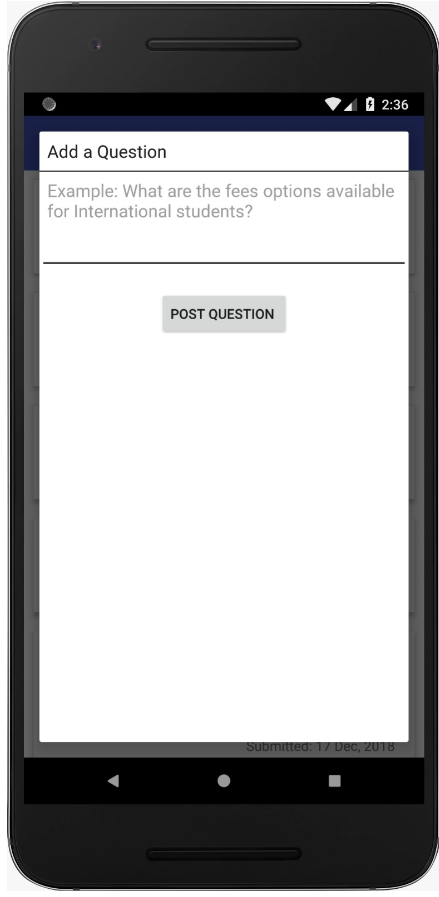 2:36
Add a Question
Example: What are the fees options available
for International students?
POST QUESTION
Submitted: 17 Dec, 2018